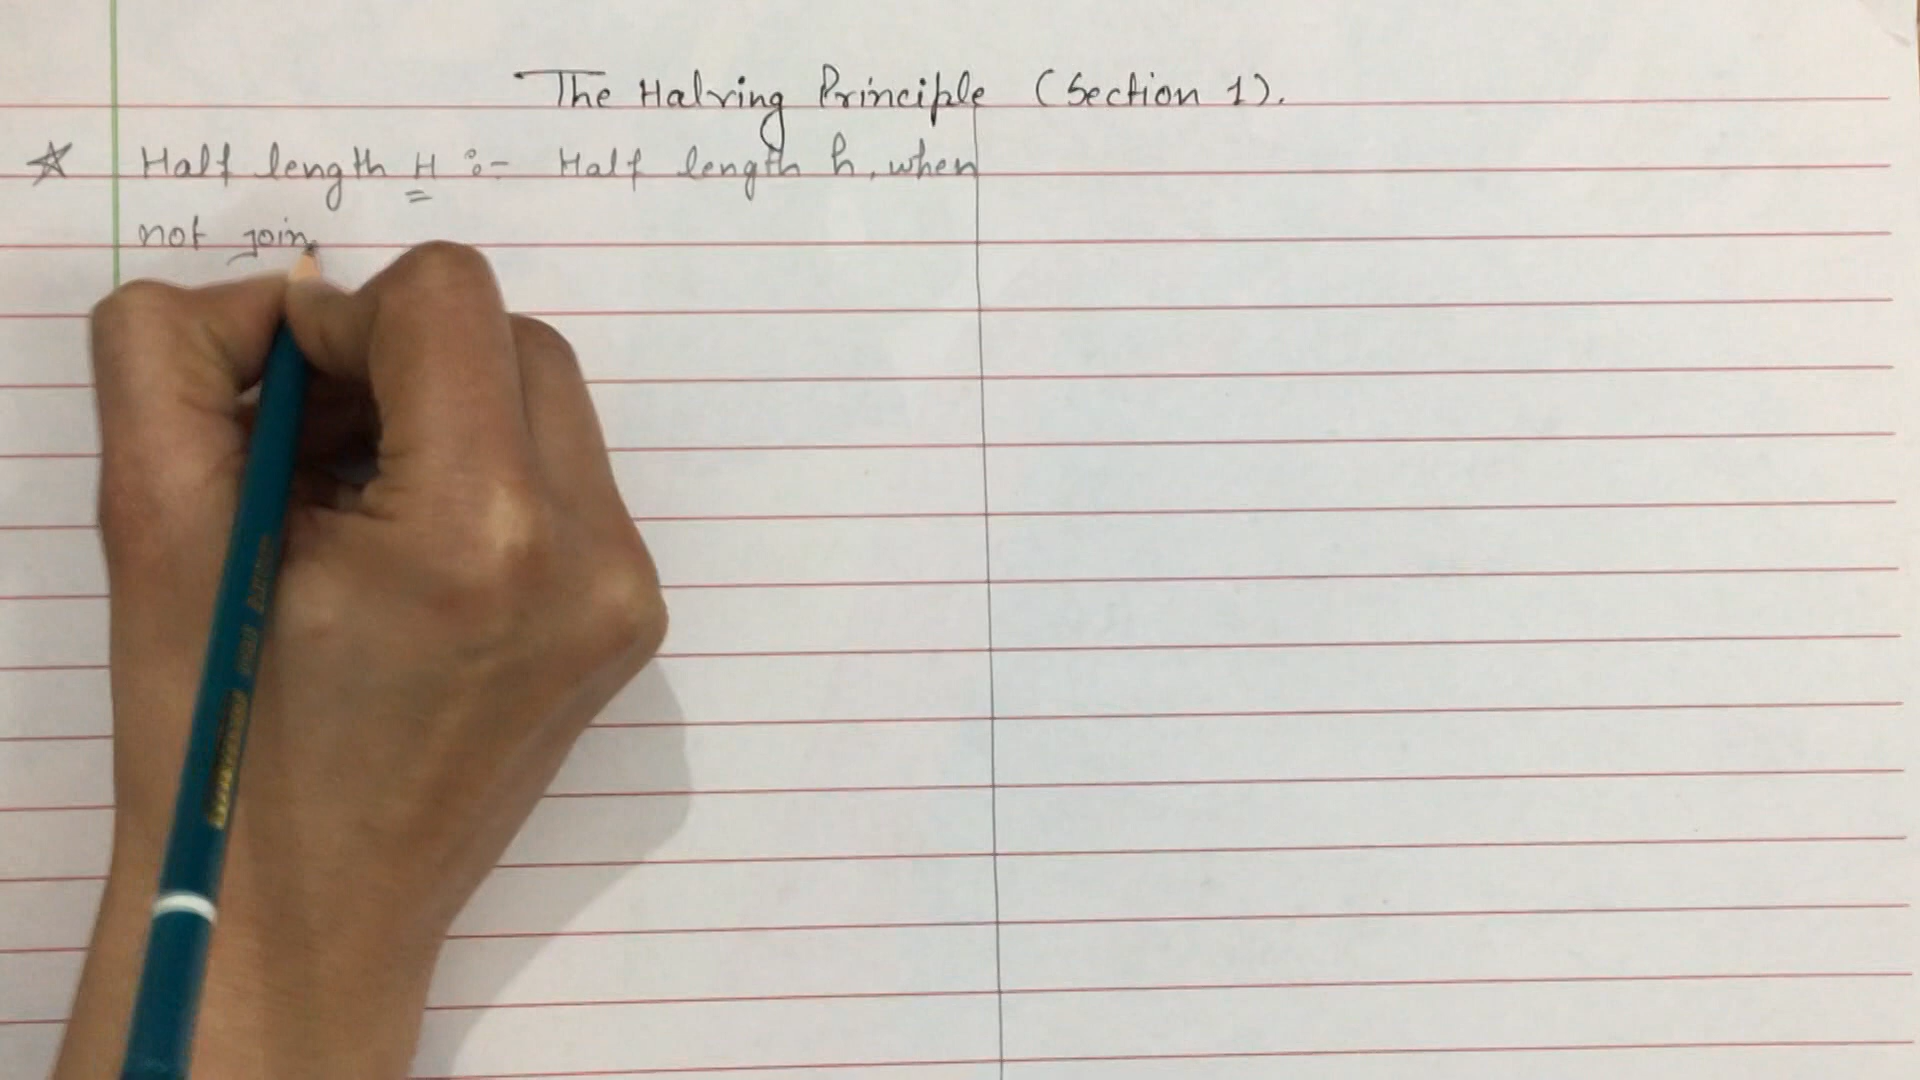 The Halving Principle (Section 1).
☆ Half length H :- Half length h, when
not join